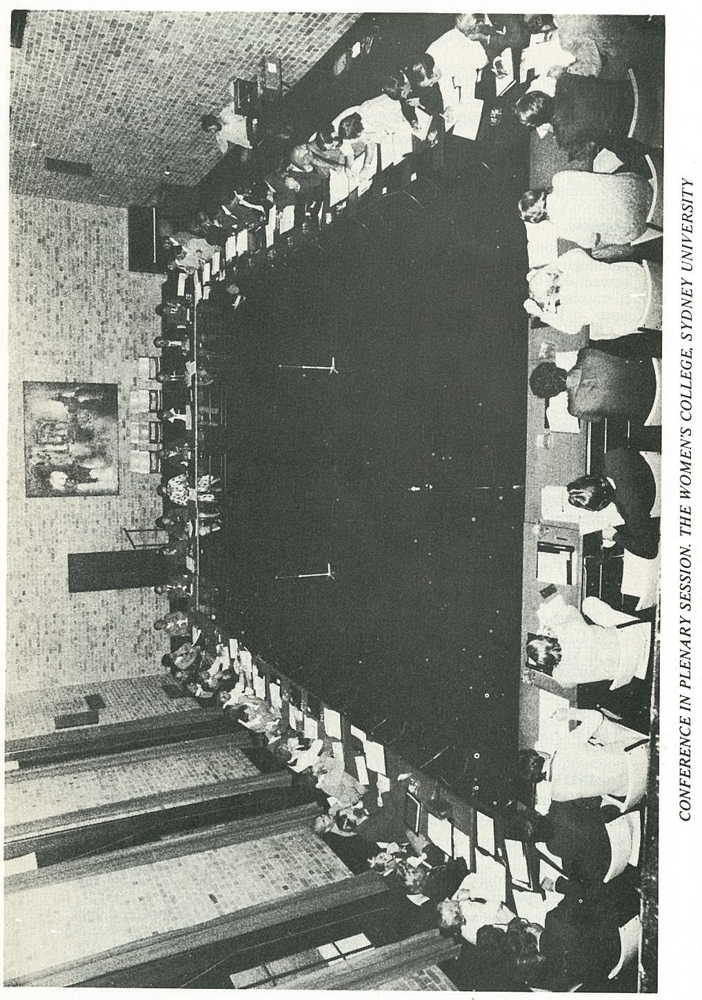 CONFERENCE IN PLENARY SESSION. THE WOMEN'S COLLEGE, SYDNEY UNIVERSITY